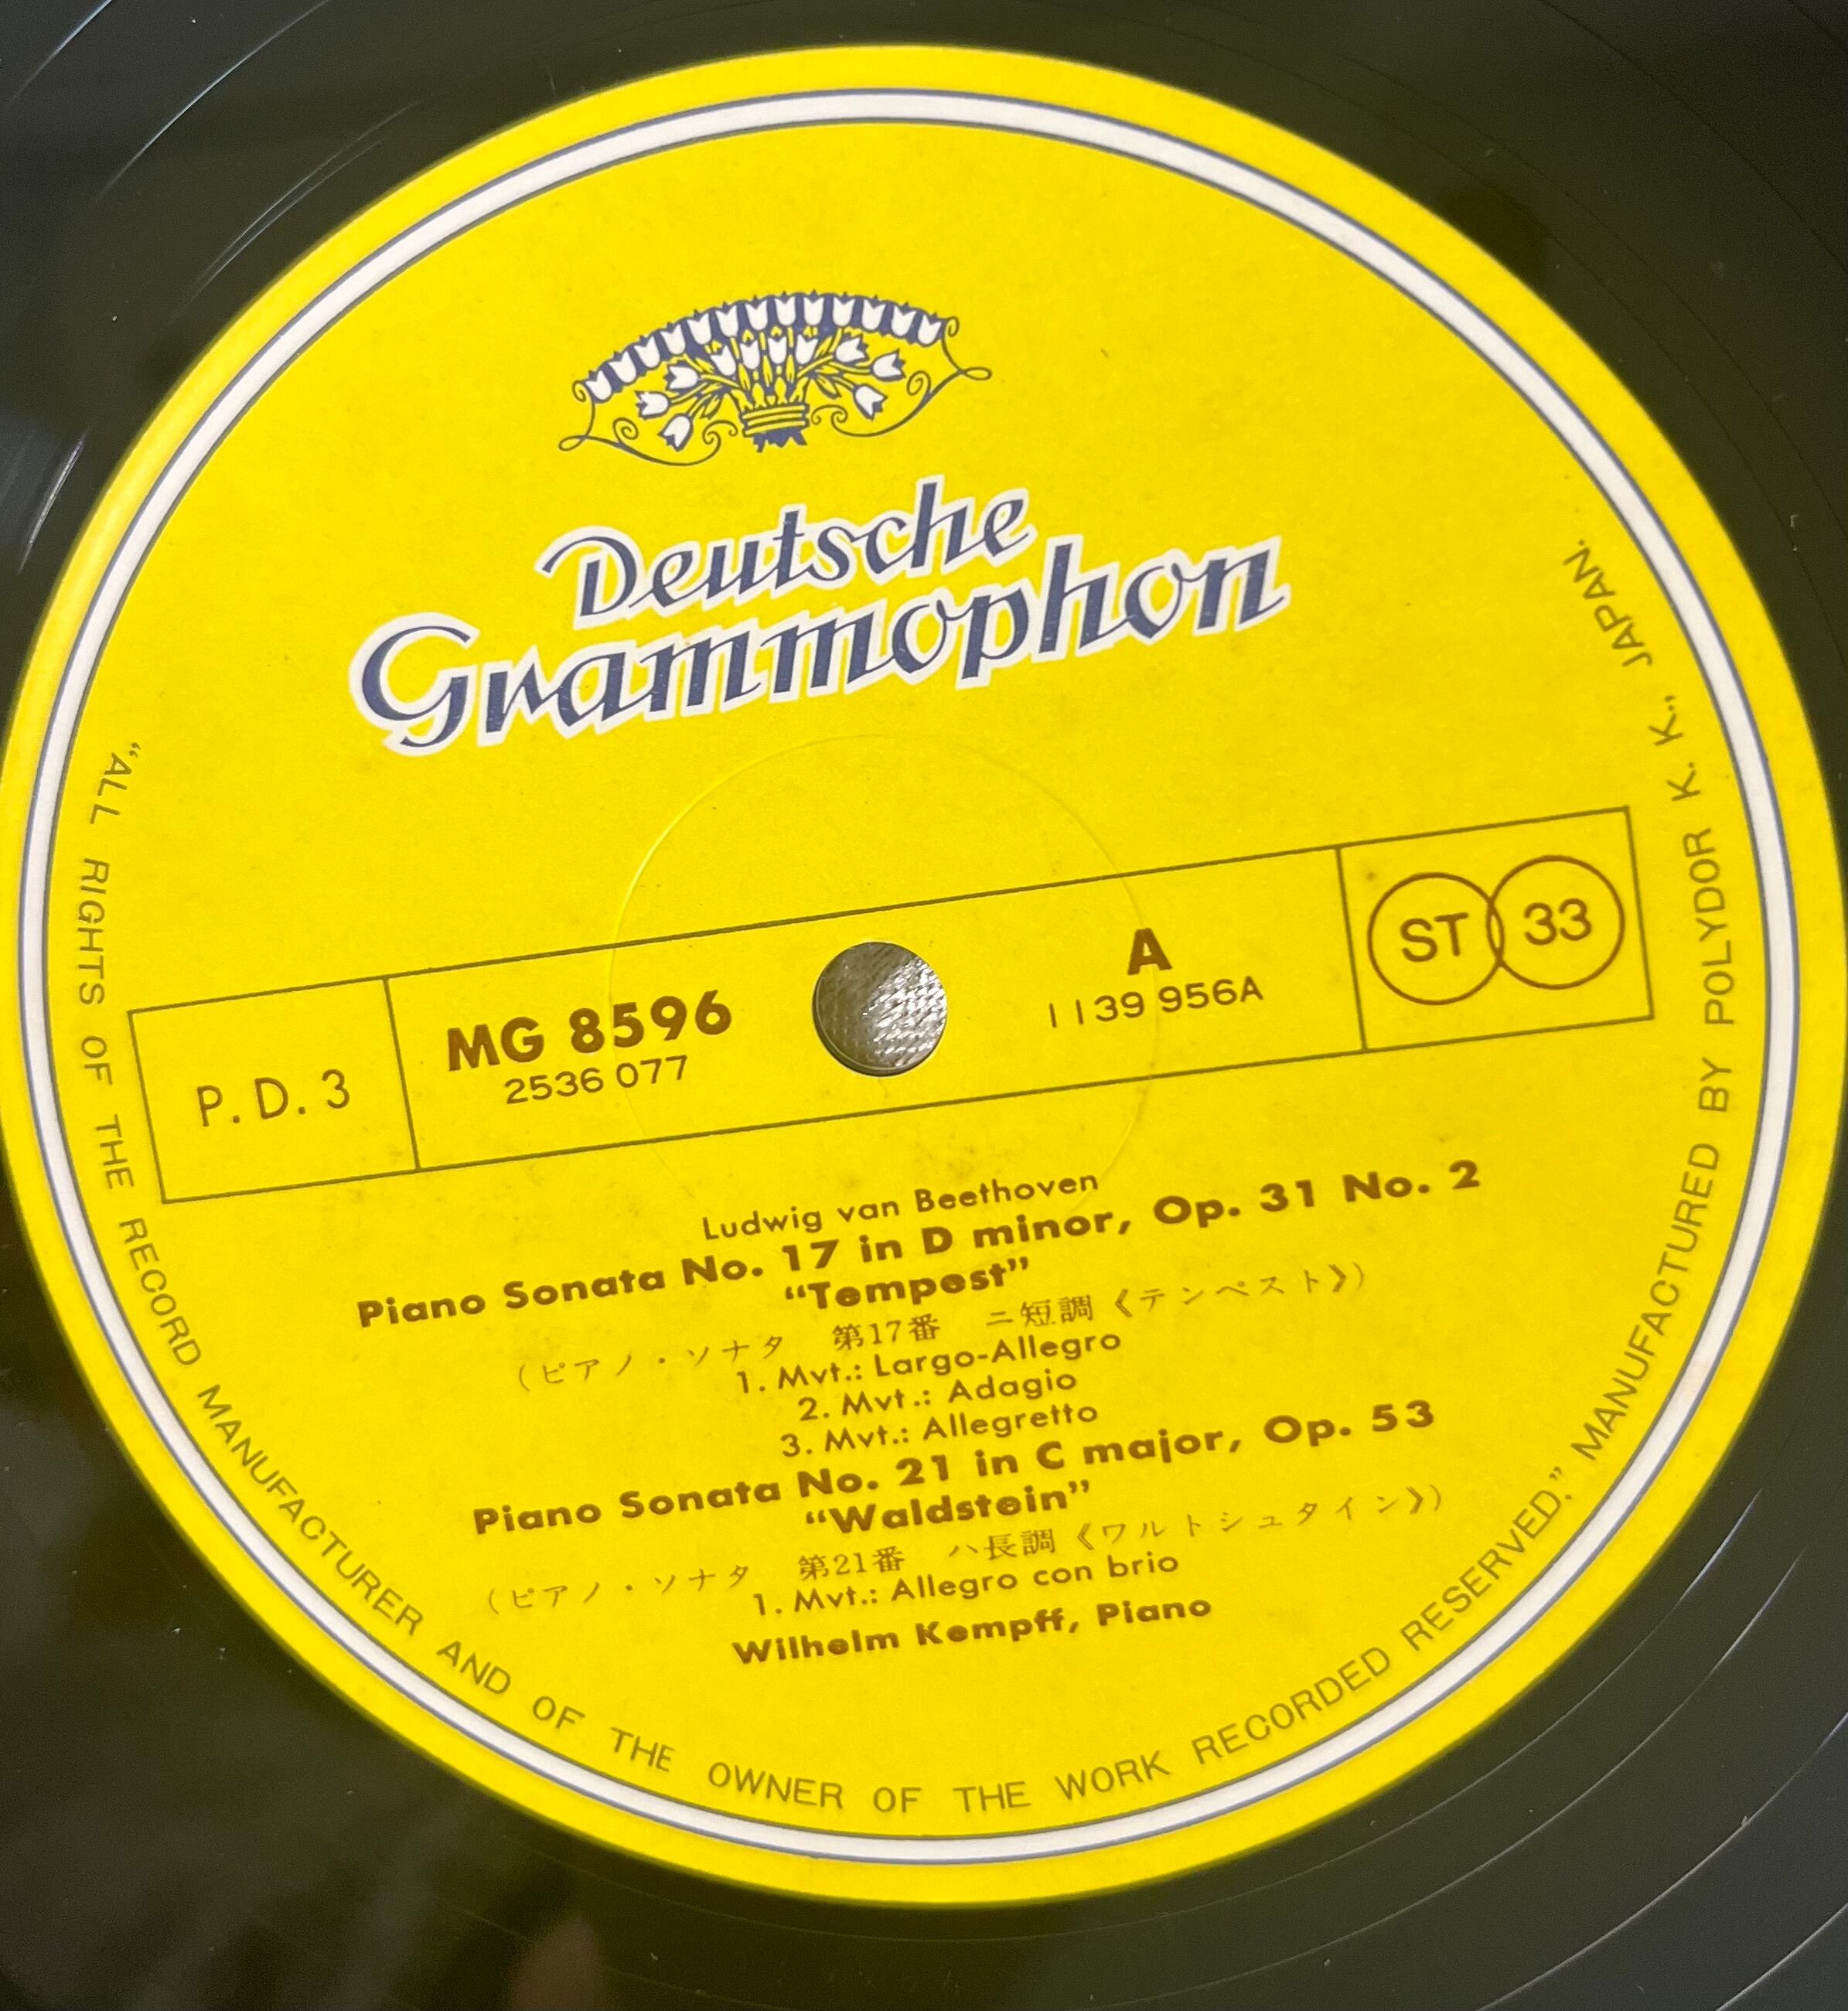 Deutsche
Grammophon
P. D. 3
MG 8596
2536 077
A
1139 956A
ST 33
Ludwig van Beethoven
Piano Sonata No. 17 in D minor, Op. 31 No. 2
“Tempest”
(ピアノ・ソナタ 第17番 ニ短調《テンペスト》)
1. Mvt.: Largo-Allegro
2. Mvt.: Adagio
3. Mvt.: Allegretto
Piano Sonata No. 21 in C major, Op. 53
“Waldstein”
(ピアノ・ソナタ 第21番 ハ長調《ワルトシュタイン》)
1. Mvt.: Allegro con brio
Wilhelm Kempff, Piano
“ALL RIGHTS OF THE RECORD MANUFACTURER AND OF THE OWNER OF THE WORK RECORDED RESERVED.” MANUFACTURED BY POLYDOR K. K., JAPAN.